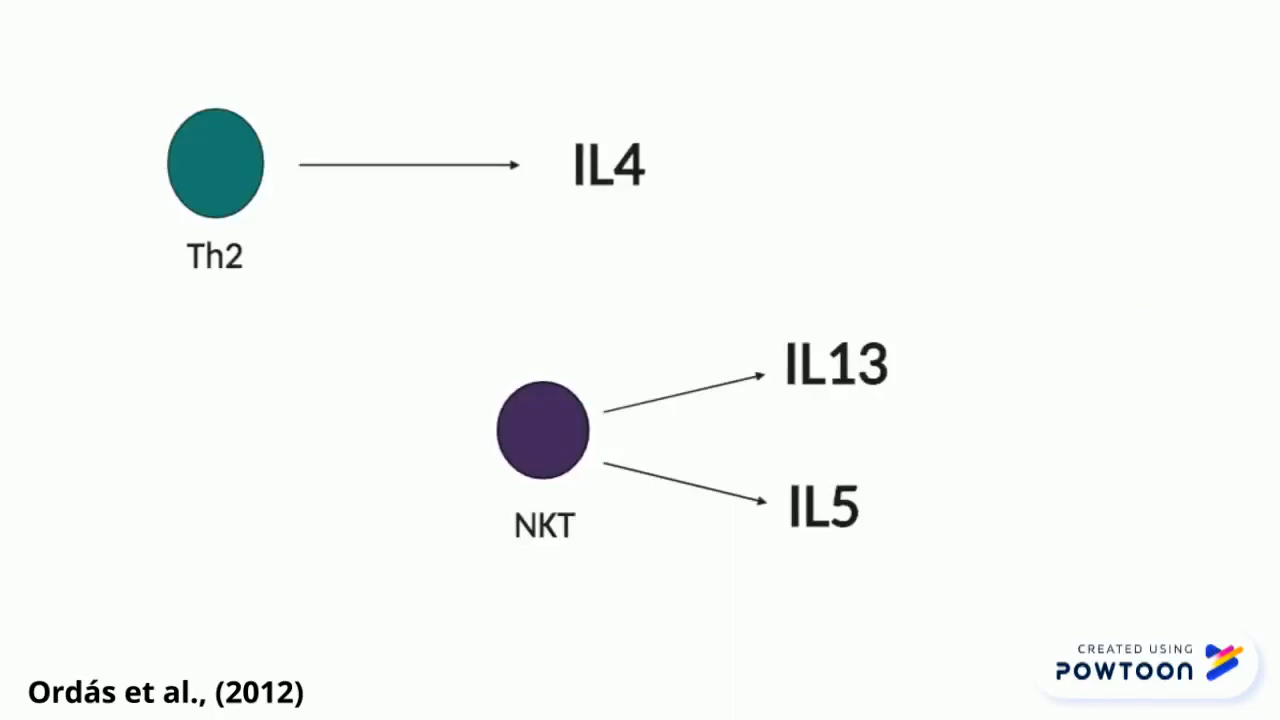 IL4
Th2
IL13
IL5
NKT
Ordás et al., (2012)
CREATED USING
POWTOON